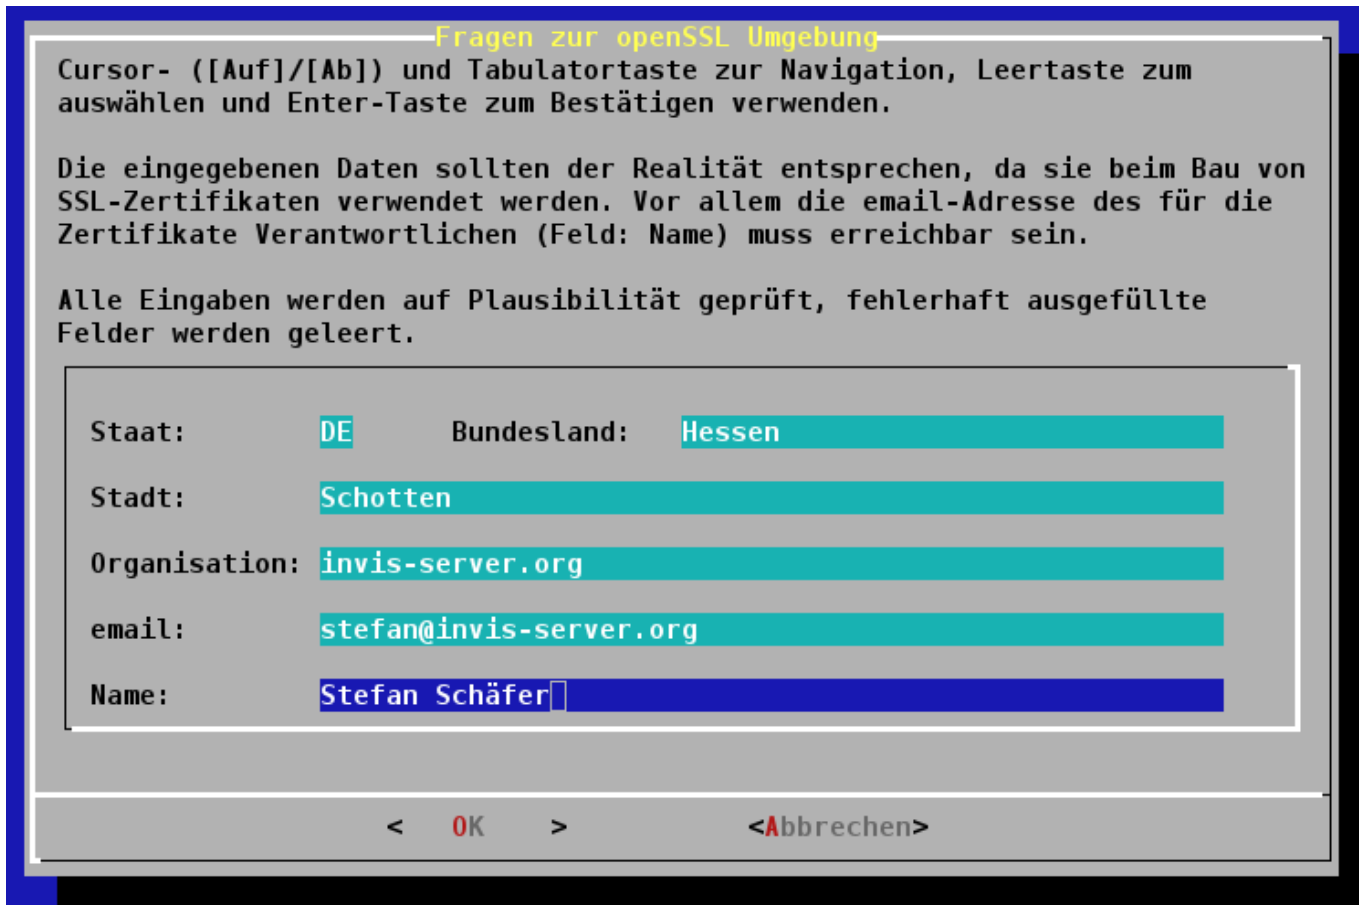 Fragen zur openSSL Umgebung
Cursor- ([Auf]/[Ab]) und Tabulatortaste zur Navigation, Leertaste zum
auswählen und Enter-Taste zum Bestätigen verwenden.
Die eingegebenen Daten sollten der Realität entsprechen, da sie beim Bau von
SSL-Zertifikaten verwendet werden. Vor allem die email-Adresse des für die
Zertifikate Verantwortlichen (Feld: Name) muss erreichbar sein.
Alle Eingaben werden auf Plausibilität geprüft, fehlerhaft ausgefüllte
Felder werden geleert.
Staat: DE Bundesland: Hessen
Stadt: Schotten
Organisation: invis-server.org
email: stefan@invis-server.org
Name: Stefan Schäfer
< OK > <Abbrechen>